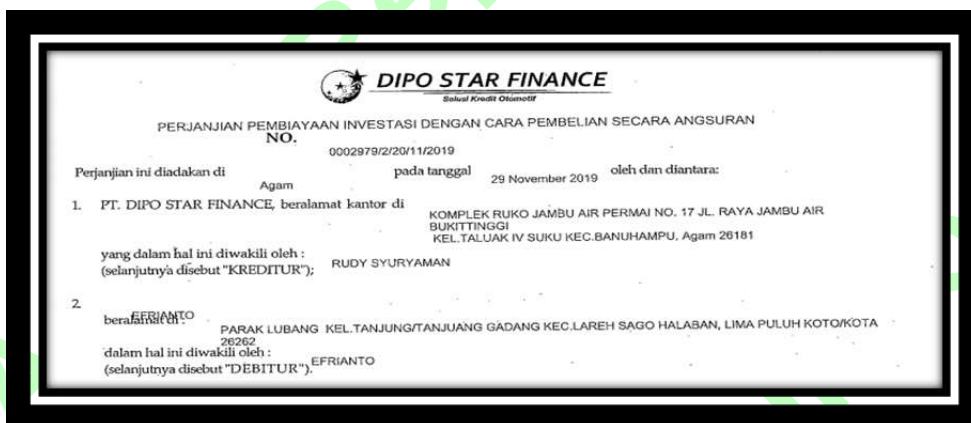 DIPO STAR FINANCE
Solusi Kredit Otomotif
PERJANJIAN PEMBIAYAAN INVESTASI DENGAN CARA PEMBELIAN SECARA ANGSURAN
NO.
0002979/2/20/11/2019
Perjanjian ini diadakan di Agam pada tanggal 29 November 2019 oleh dan diantara:
1. PT. DIPO STAR FINANCE, beralamat kantor di KOMPLEK RUKO JAMBU AIR PERMAI NO. 17 JL. RAYA JAMBU AIR
BUKITTINGGI
KEL.TALUAK IV SUKU KEC.BANUHAMPU, Agam 26181
yang dalam hal ini diwakili oleh : RUDY SYURYAMAN
(selanjutnya disebut "KREDITUR");
2. EFRIANTO
beralamat di : PARAK LUBANG KEL.TANJUNG/TANJUANG GADANG KEC.LAREH SAGO HALABAN, LIMA PULUH KOTO/KOTA
26262
dalam hal ini diwakili oleh : EFRIANTO
(selanjutnya disebut "DEBITUR").